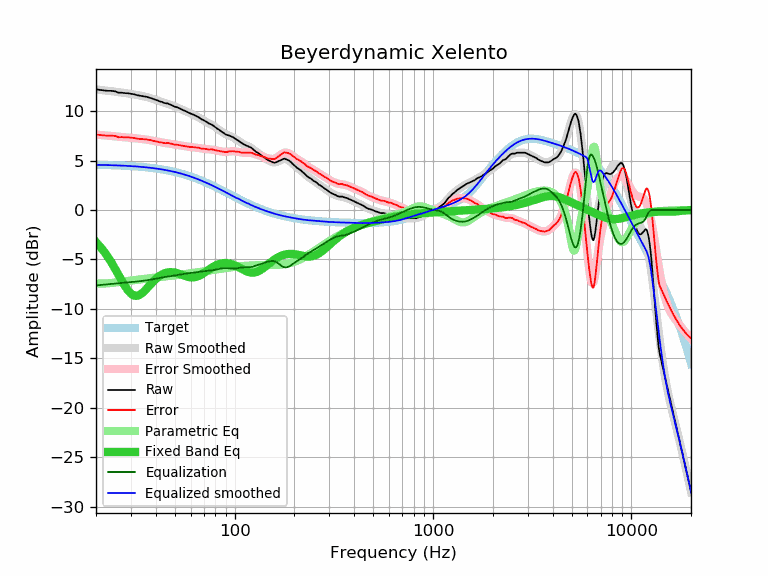 Beyerdynamic Xelento
Amplitude (dBr)
10
5
0
−5
−10
−15
−20
−25
−30
Target
Raw Smoothed
Error Smoothed
Raw
Error
Parametric Eq
Fixed Band Eq
Equalization
Equalized smoothed
100
1000
10000
Frequency (Hz)